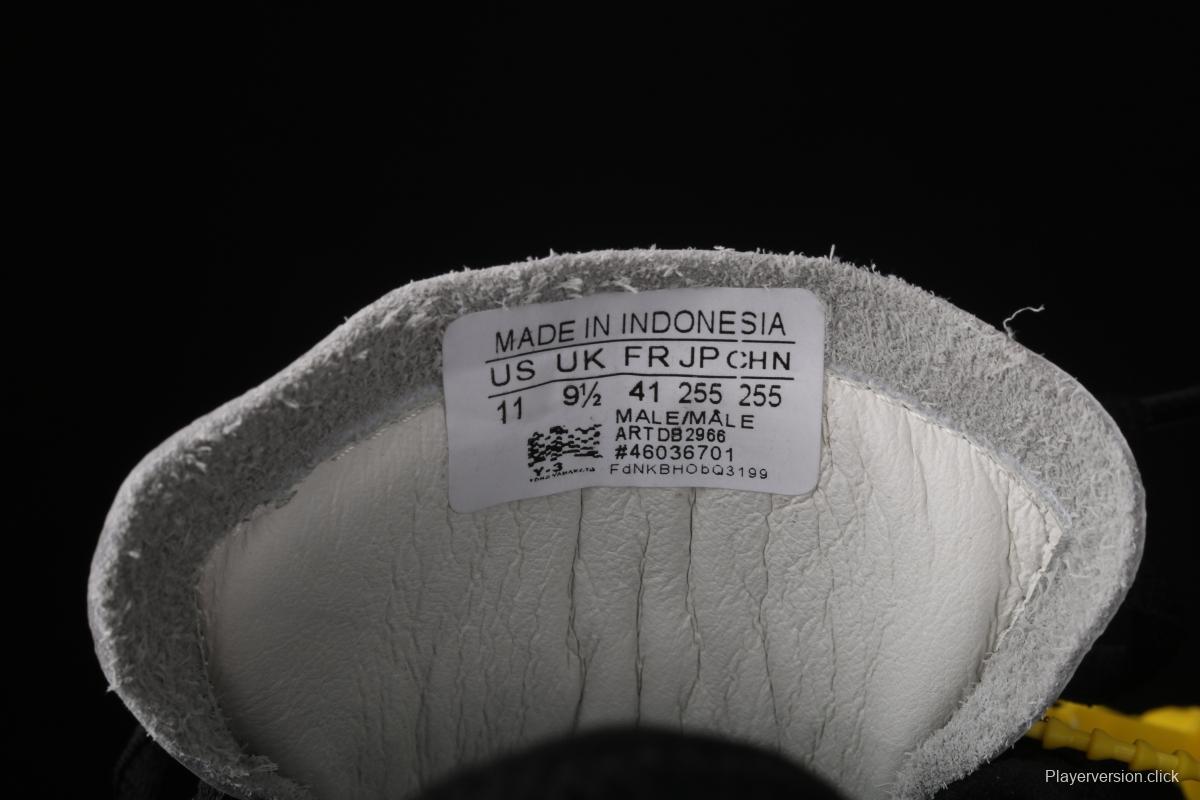 MADE IN INDONESIA
US UK FR JP CHN
11 9½ 41 255 255
MALE/MÂLE
ART DB2966
#46036701
FdNKBHObQ3199
Y-3
Playerversion.click